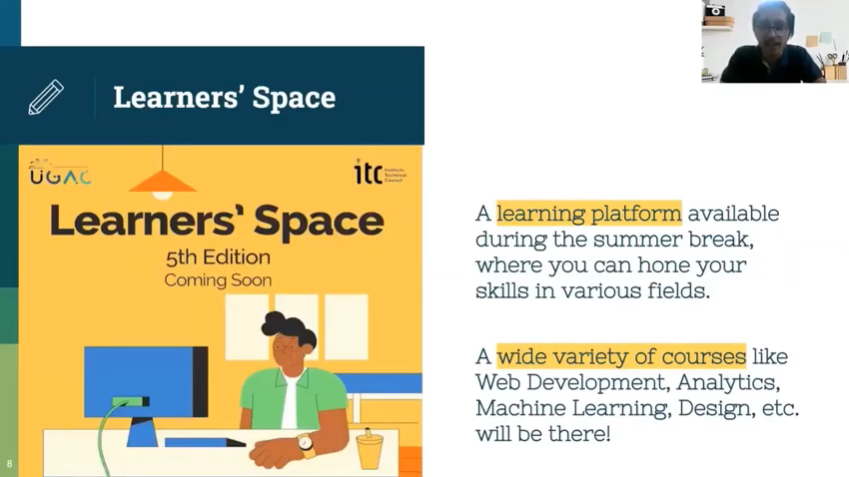 Learners’ Space
UGAC
itc Institute
Technical
Council
Learners’ Space
5th Edition
Coming Soon
A learning platform available
during the summer break,
where you can hone your
skills in various fields.
A wide variety of courses like
Web Development, Analytics,
Machine Learning, Design, etc.
will be there!
8